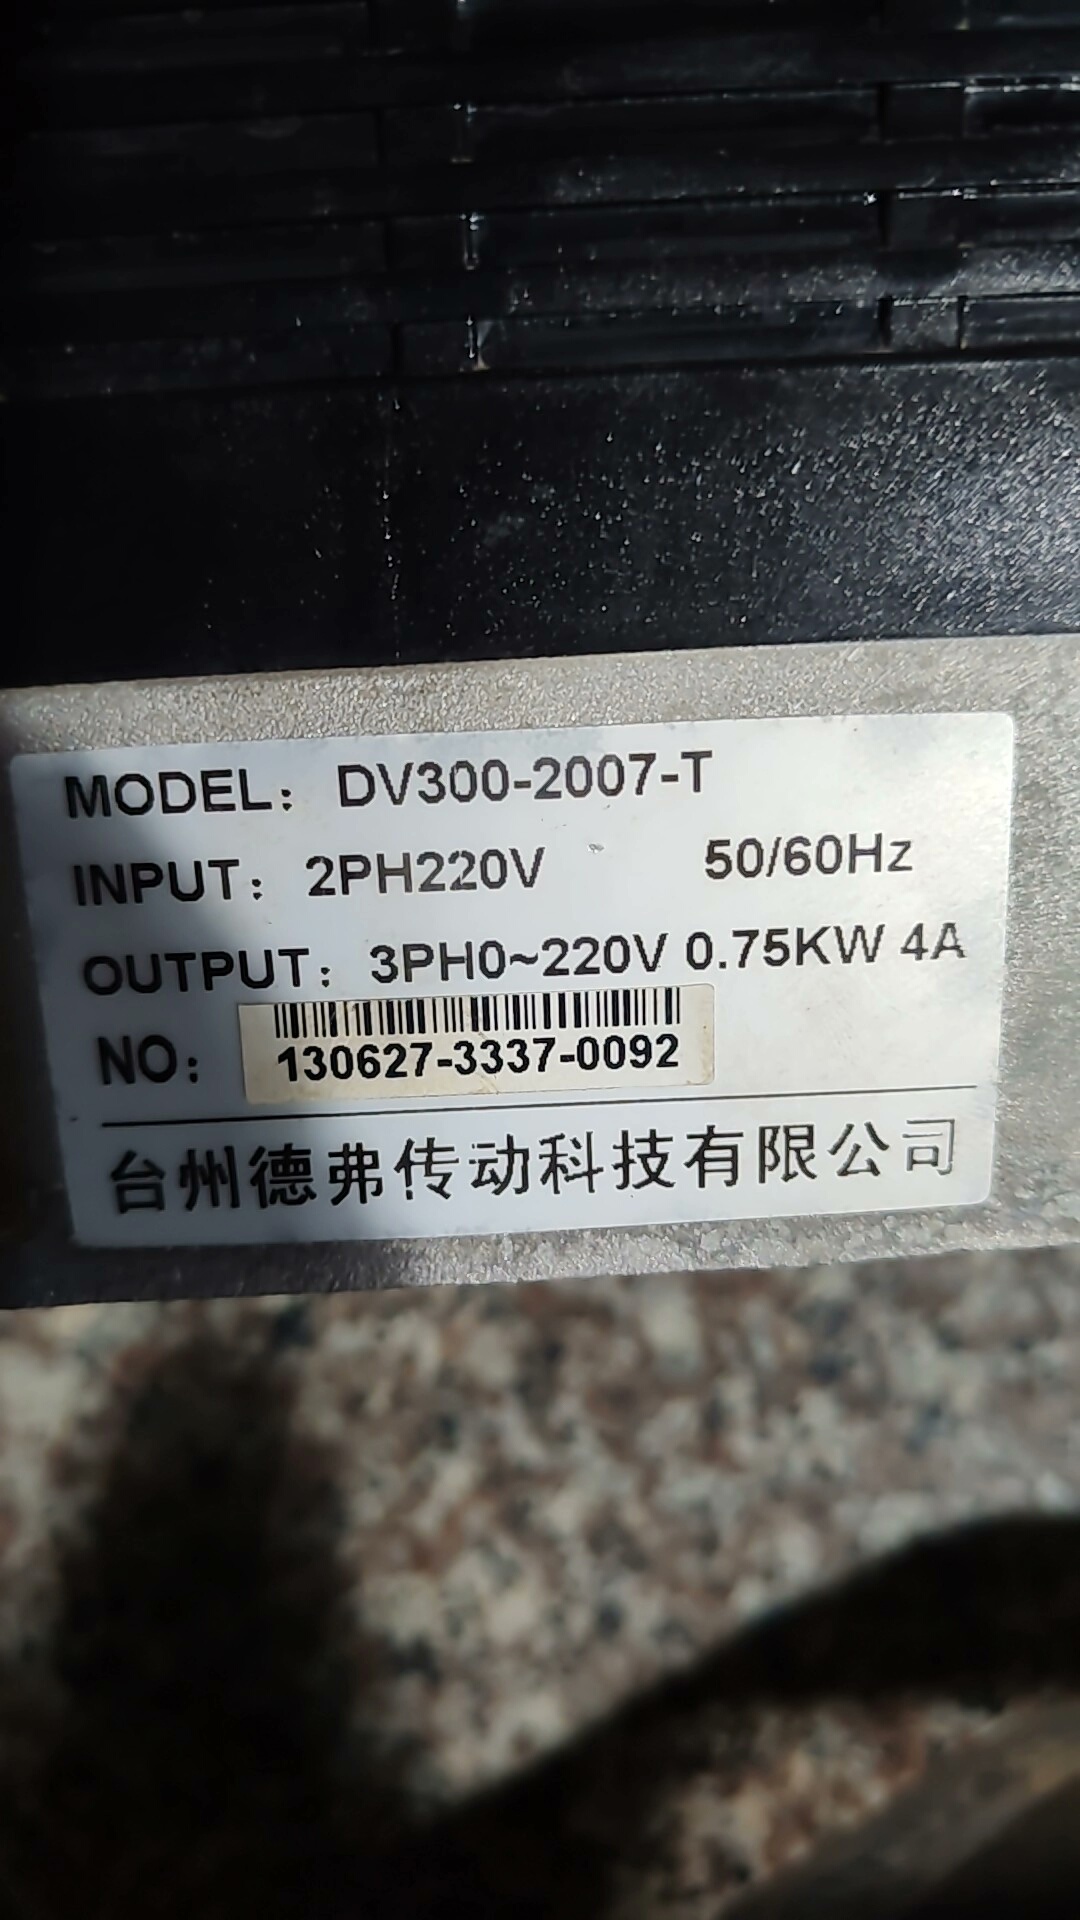 MODEL: DV300-2007-T
INPUT: 2PH220V 50/60Hz
OUTPUT: 3PH0~220V 0.75KW 4A
NO: 130627-3337-0092
台州德弗传动科技有限公司